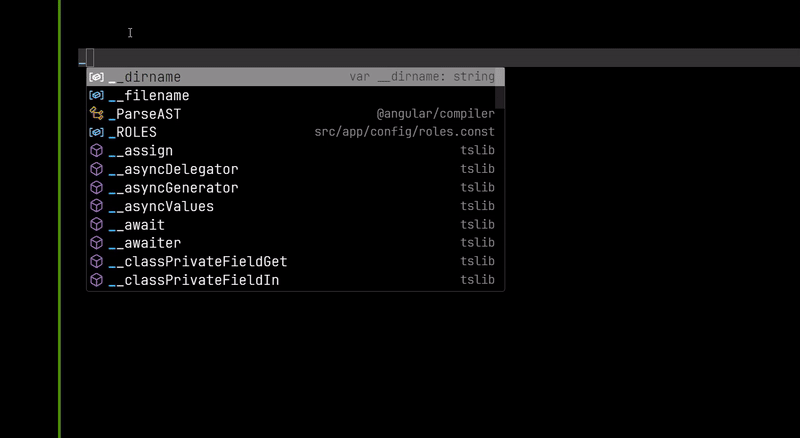 _
__dirname var __dirname: string
__filename
_ParseAST @angular/compiler
_ROLES src/app/config/roles.const
__assign tslib
__asyncDelegator tslib
__asyncGenerator tslib
__asyncValues tslib
__await tslib
__awaiter tslib
__classPrivateFieldGet tslib
__classPrivateFieldIn tslib